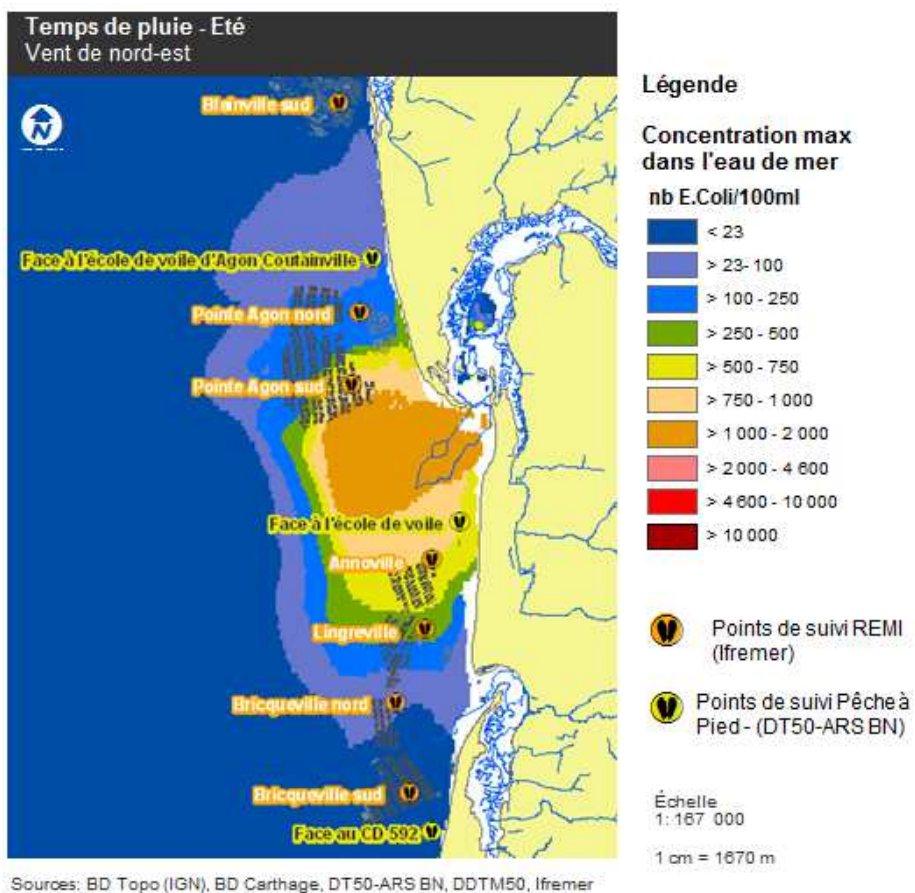 Temps de pluie - Eté
Vent de nord-est
N
Blainville sud
Face à l'école de voile d'Agon Coutainville
Pointe Agon nord
Pointe Agon sud
Face à l'école de voile
Annoville
Lingreville
Bricqueville nord
Bricqueville sud
Face au CD 592
Légende
Concentration max
dans l'eau de mer
nb E.Coli/100ml
< 23
> 23- 100
> 100 - 250
> 250 - 500
> 500 - 750
> 750 - 1 000
> 1 000 - 2 000
> 2 000 - 4 600
> 4 600 - 10 000
> 10 000
Points de suivi REMI
(Ifremer)
Points de suivi Pêche à
Pied - (DT50-ARS BN)
Échelle
1: 167 000
1 cm = 1670 m
Sources: BD Topo (IGN), BD Carthage, DT50-ARS BN, DDTM50, Ifremer